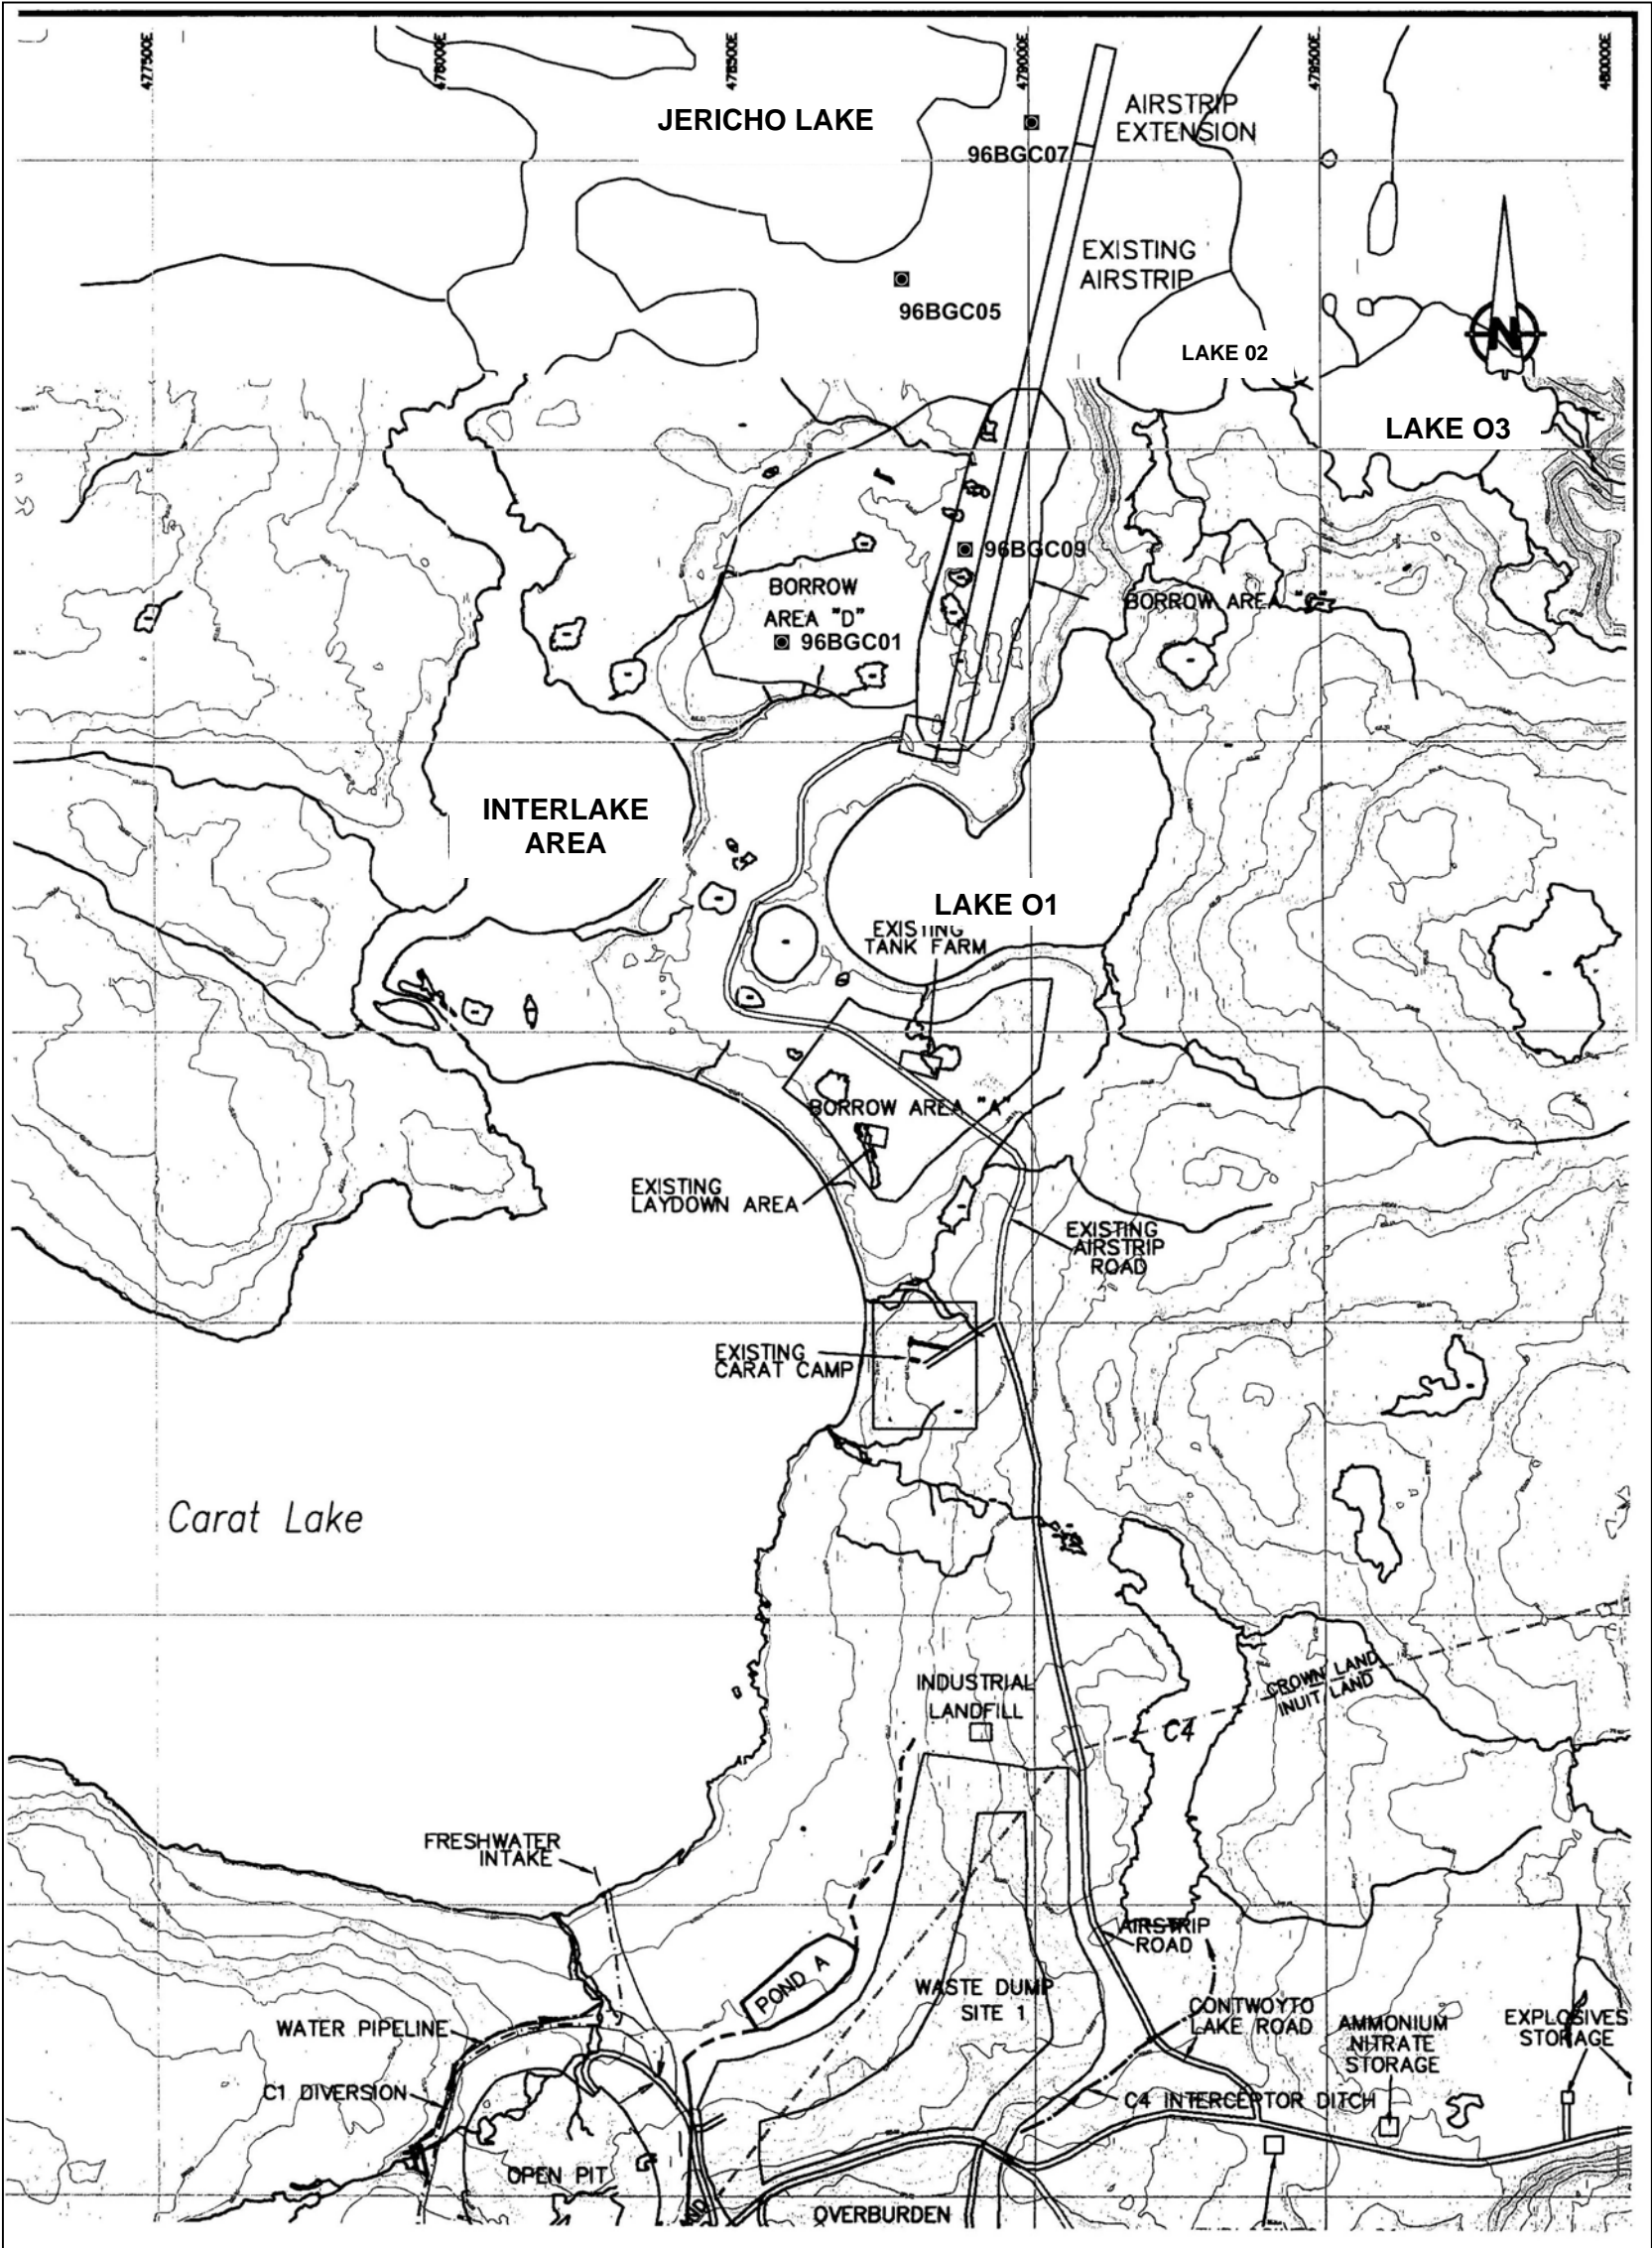 477500E
478000E
478500E
479000E
479500E
480000E
JERICHO LAKE
AIRSTRIP
EXTENSION
96BGC07
EXISTING
AIRSTRIP
96BGC05
N
LAKE 02
LAKE O3
96BGC09
BORROW
AREA "D"
BORROW AREA
96BGC01
INTERLAKE
AREA
LAKE O1
EXISTING
TANK FARM
BORROW AREA "A"
EXISTING
LAYDOWN AREA
EXISTING
AIRSTRIP
ROAD
EXISTING
CARAT CAMP
Carat Lake
INDUSTRIAL
LANDFILL
CROWN LAND
INUIT LAND
C4
FRESHWATER
INTAKE
AIRSTRIP
ROAD
POND A
WASTE DUMP
SITE 1
CONTWOYTO
LAKE ROAD
AMMONIUM
NITRATE
STORAGE
EXPLOSIVES
STORAGE
WATER PIPELINE
C1 DIVERSION
C4 INTERCEPTOR DITCH
OPEN PIT
OVERBURDEN